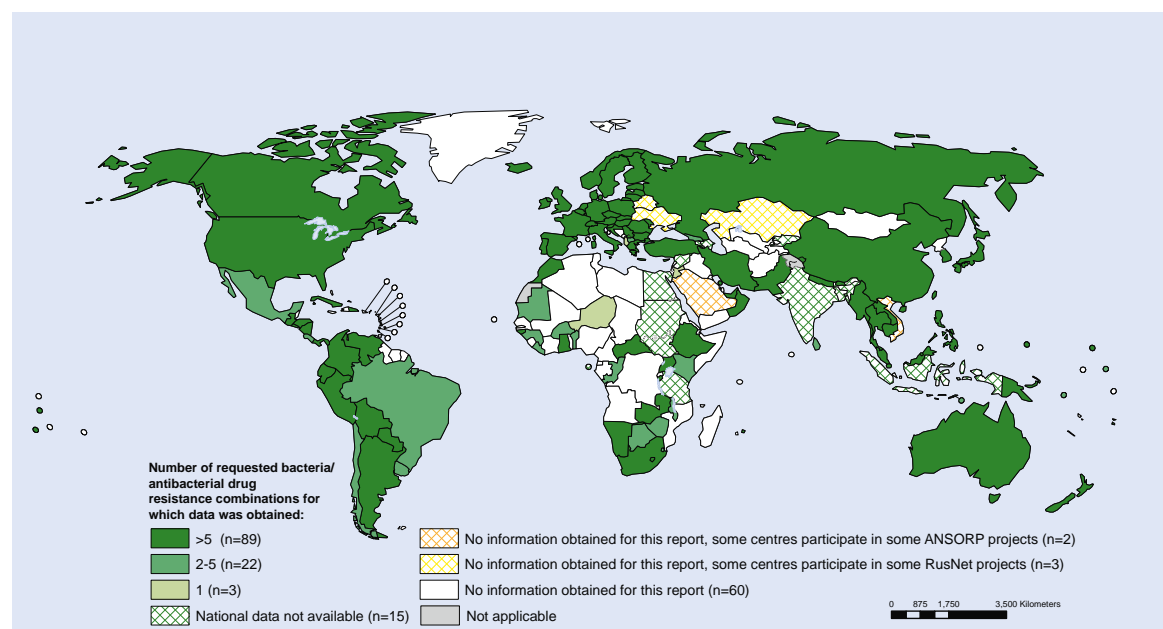 Number of requested bacteria/
antibacterial drug
resistance combinations for
which data was obtained:
>5 (n=89)
2-5 (n=22)
1 (n=3)
National data not available (n=15)
No information obtained for this report, some centres participate in some ANSORP projects (n=2)
No information obtained for this report, some centres participate in some RusNet projects (n=3)
No information obtained for this report (n=60)
Not applicable
0 875 1,750 3,500 Kilometers